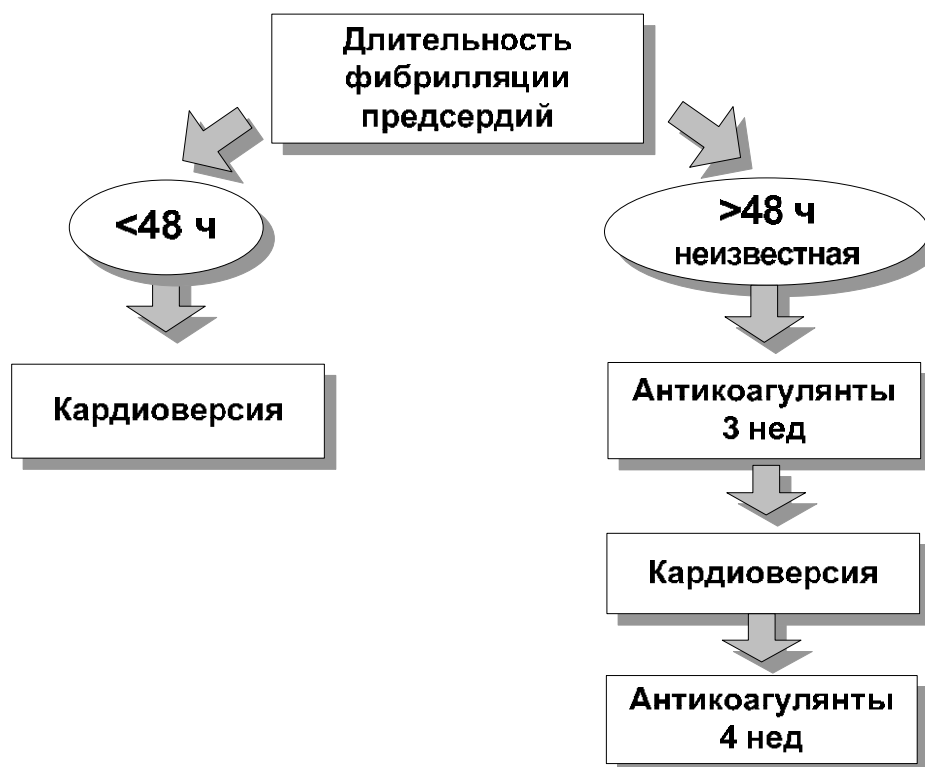 Длительность
фибрилляции
предсердий
<48 ч
>48 ч
неизвестная
Кардиоверсия
Антикоагулянты
3 нед
Кардиоверсия
Антикоагулянты
4 нед